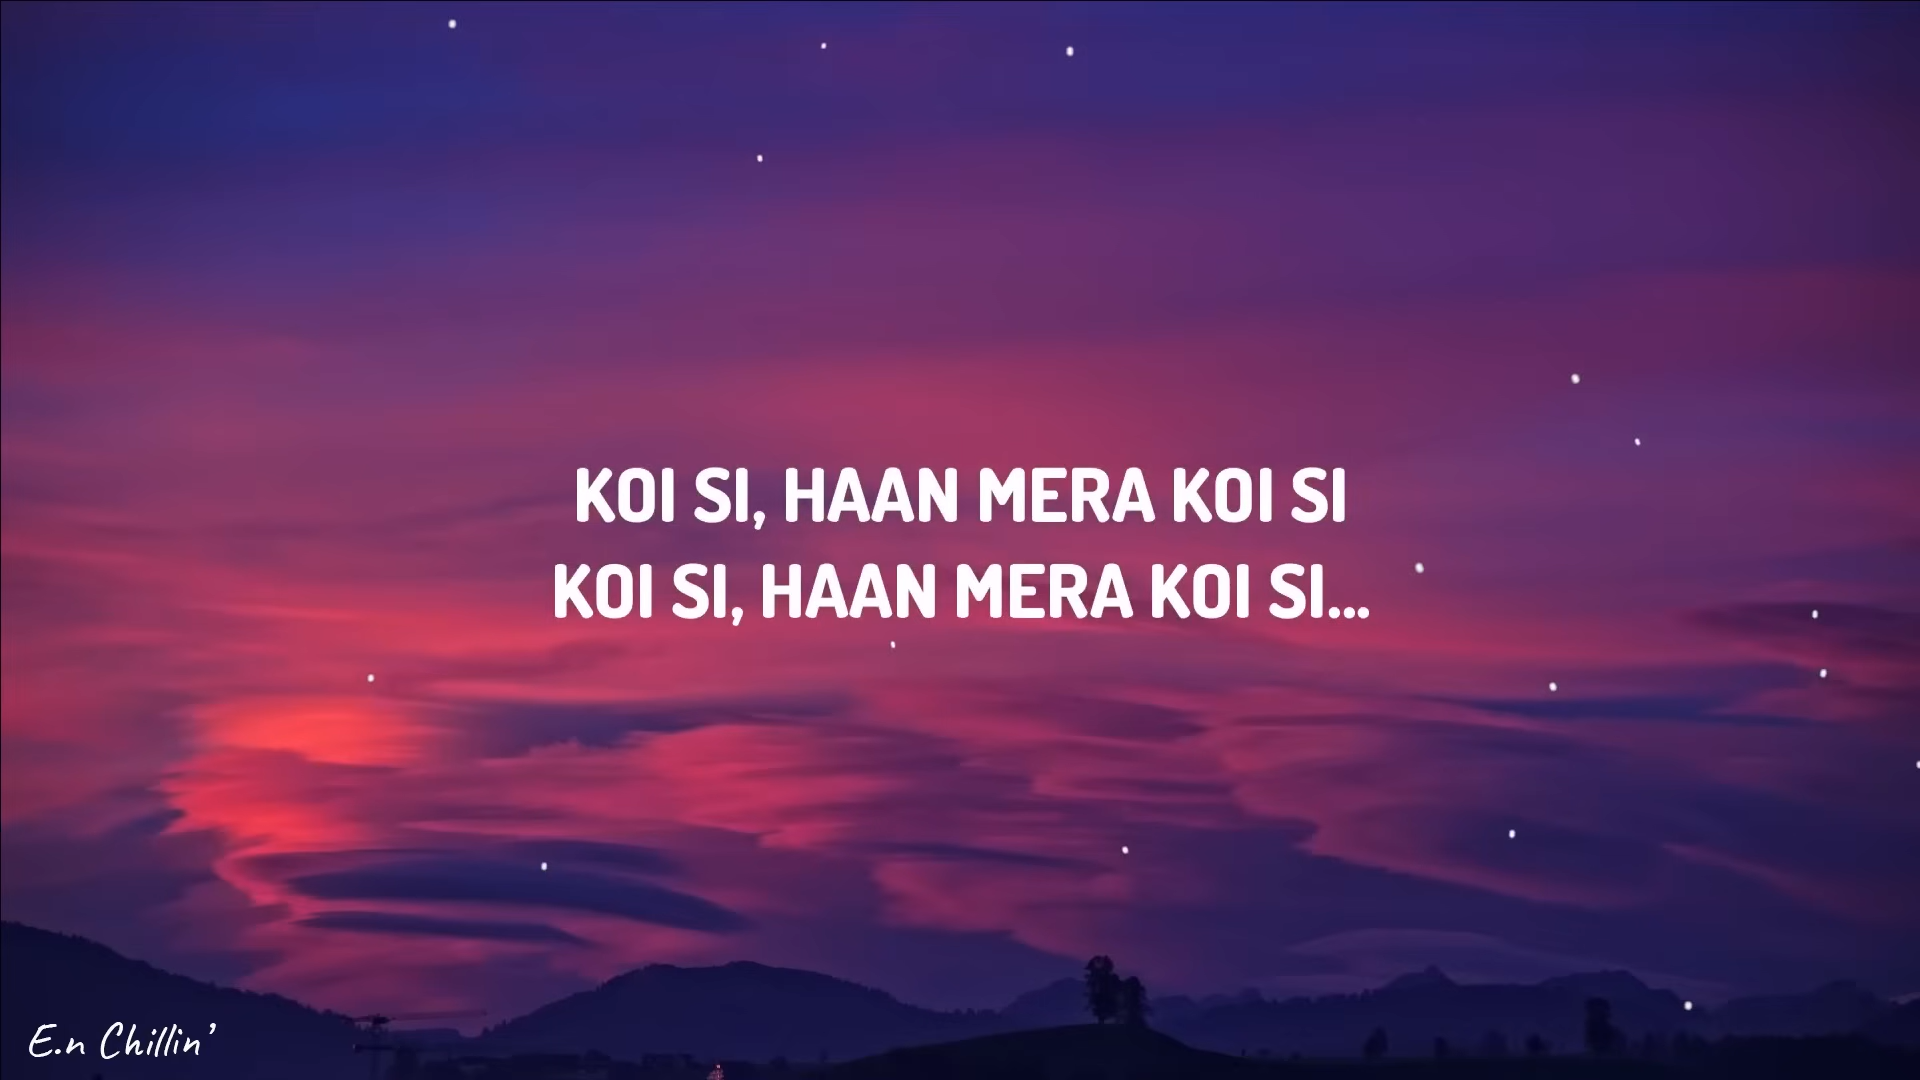 KOI SI, HAAN MERA KOI SI
KOI SI, HAAN MERA KOI SI...
E.n Chillin'